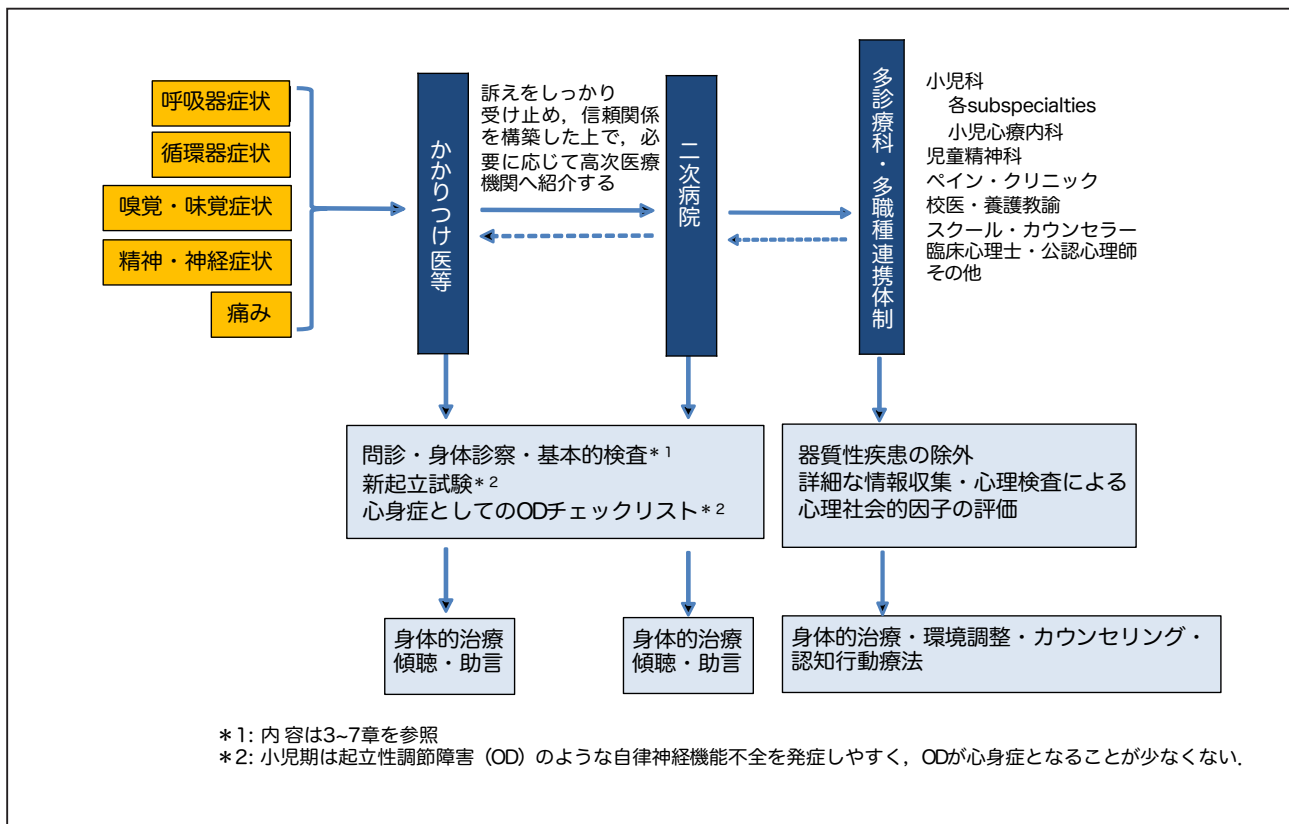 呼吸器症状
循環器症状
嗅覚・味覚症状
精神・神経症状
痛み
かかりつけ医等
訴えをしっかり
受け止め，信頼関係
を構築した上で，必
要に応じて高次医療
機関へ紹介する
二次病院
多診療科・多職種連携体制
小児科
各subspecialties
小児心療内科
児童精神科
ペイン・クリニック
校医・養護教諭
スクール・カウンセラー
臨床心理士・公認心理師
その他
問診・身体診察・基本的検査＊1
新起立試験＊2
心身症としてのODチェックリスト＊2
器質性疾患の除外
詳細な情報収集・心理検査による
心理社会的因子の評価
身体的治療
傾聴・助言
身体的治療
傾聴・助言
身体的治療・環境調整・カウンセリング・
認知行動療法
＊1: 内 容は3~7章を参照
＊2: 小児期は起立性調節障害（OD）のような自律神経機能不全を発症しやすく，ODが心身症となることが少なくない．